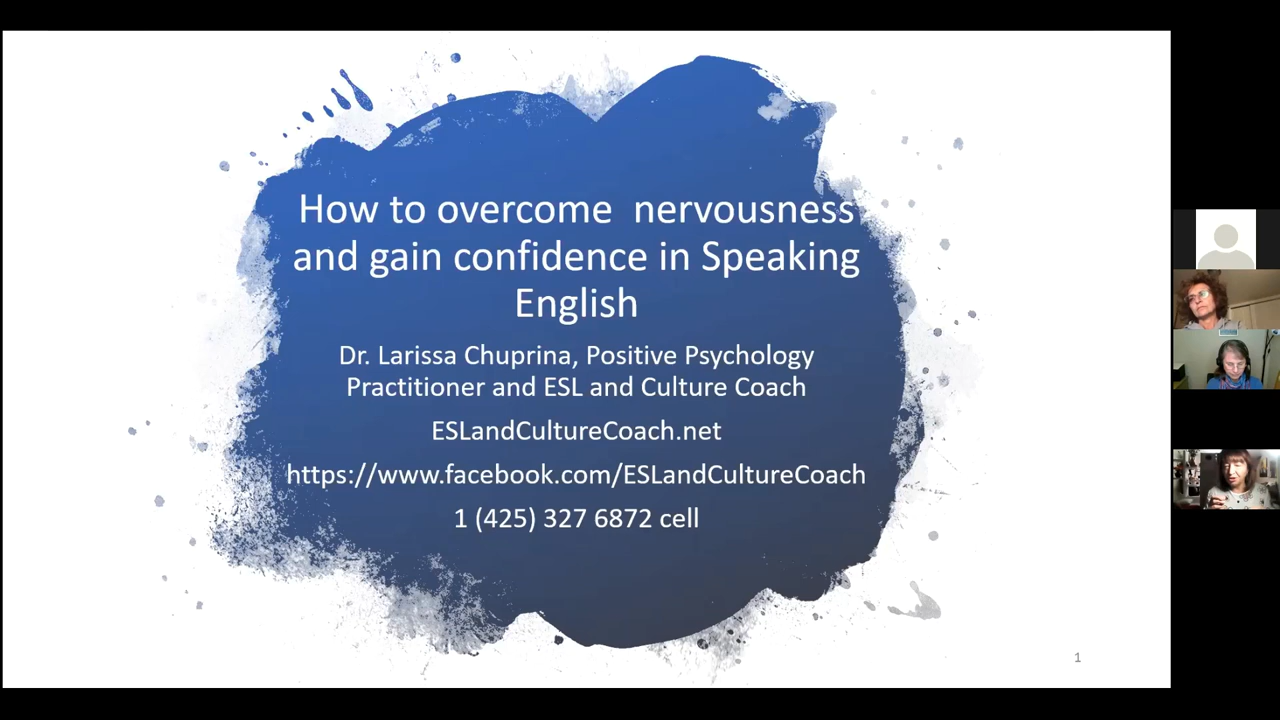 How to overcome  nervousness
and gain confidence in Speaking
English
Dr. Larissa Chuprina, Positive Psychology
Practitioner and ESL and Culture Coach
ESLandCultureCoach.net
https://www.facebook.com/ESLandCultureCoach
1 (425) 327 6872 cell
1